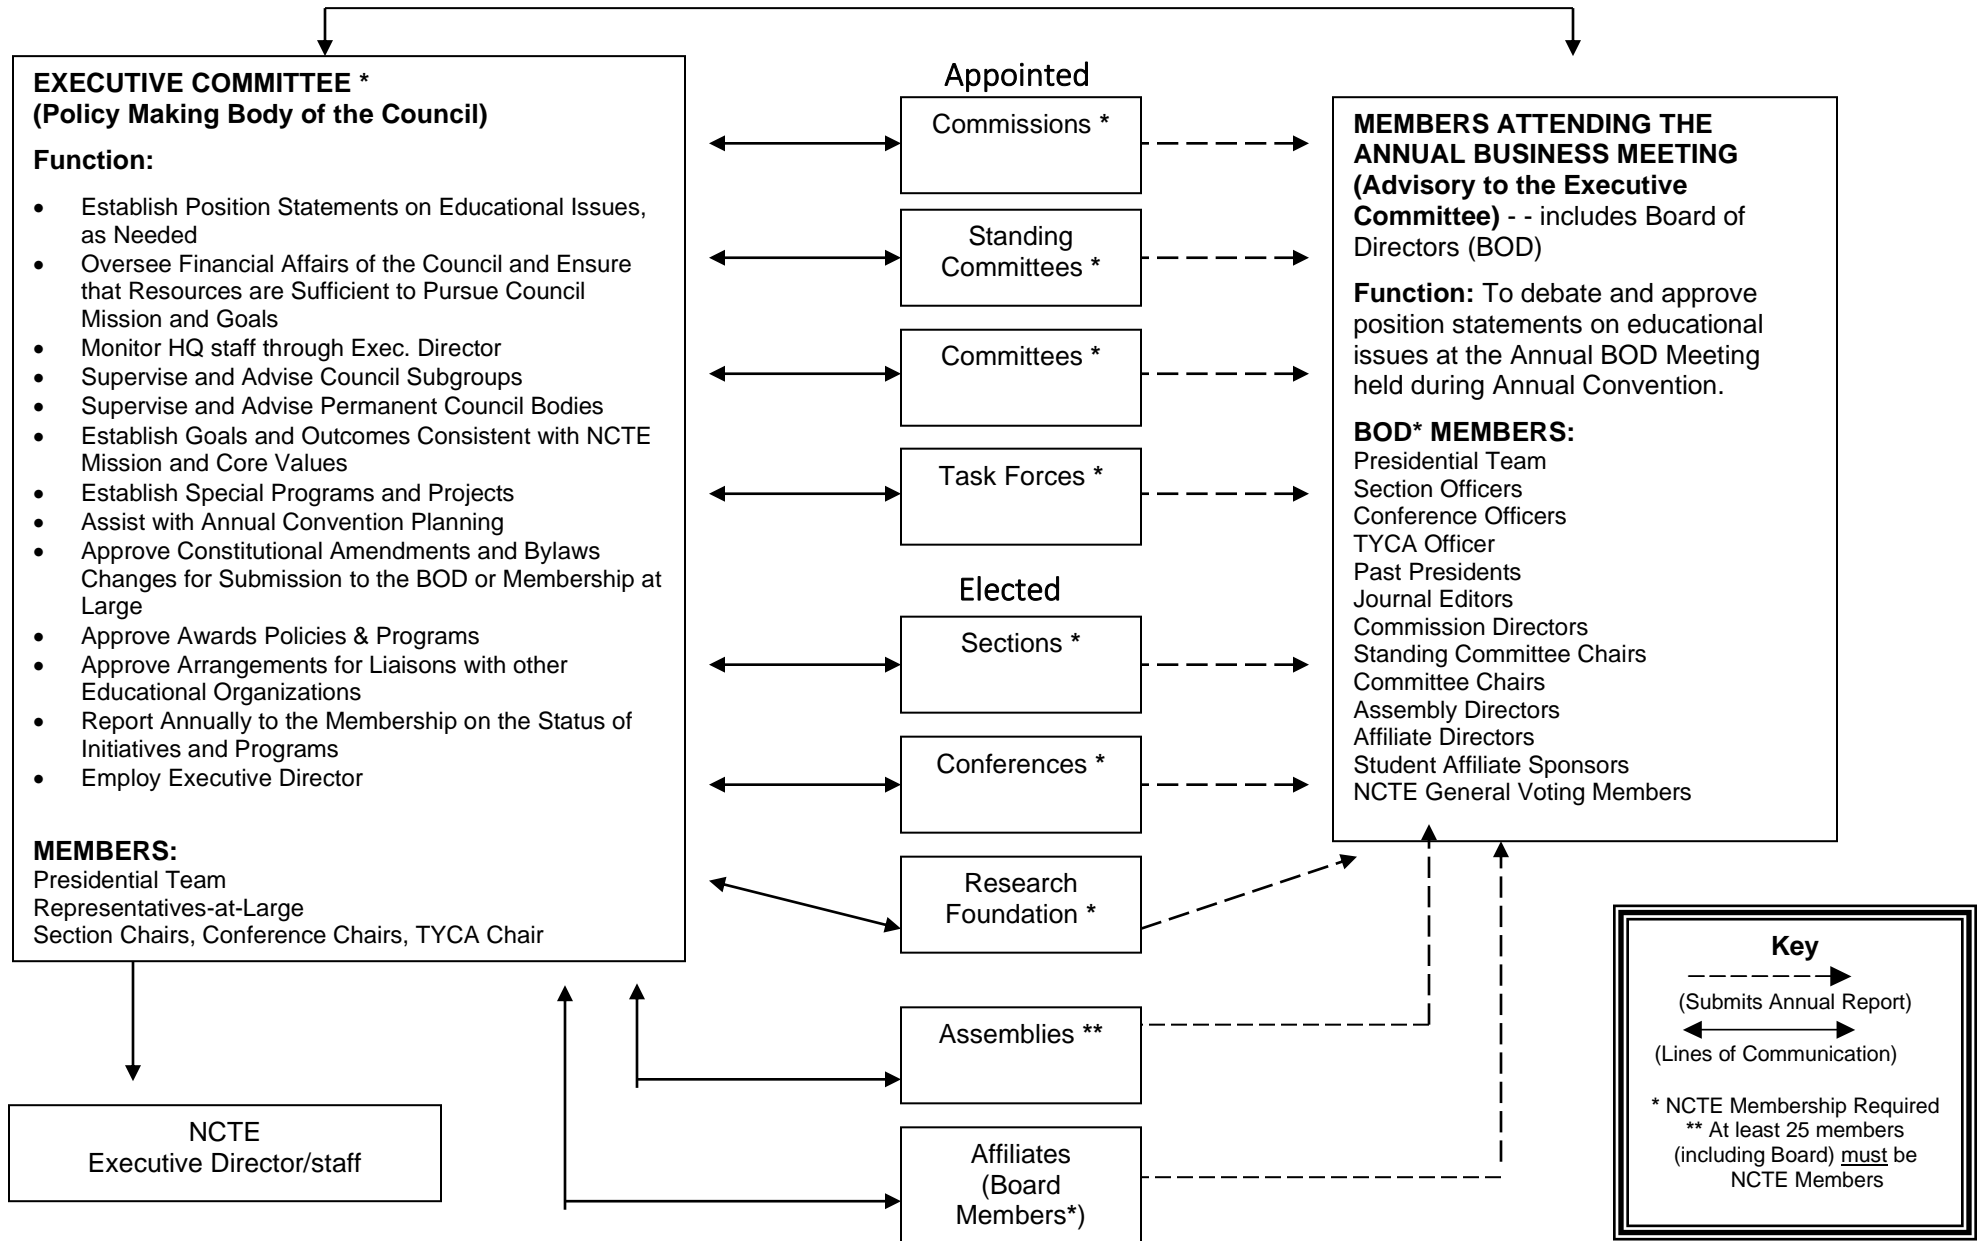 EXECUTIVE COMMITTEE *
(Policy Making Body of the Council)
Function:
• Establish Position Statements on Educational Issues,
as Needed
• Oversee Financial Affairs of the Council and Ensure
that Resources are Sufficient to Pursue Council
Mission and Goals
• Monitor HQ staff through Exec. Director
• Supervise and Advise Council Subgroups
• Supervise and Advise Permanent Council Bodies
• Establish Goals and Outcomes Consistent with NCTE
Mission and Core Values
• Establish Special Programs and Projects
• Assist with Annual Convention Planning
• Approve Constitutional Amendments and Bylaws
Changes for Submission to the BOD or Membership at
Large
• Approve Awards Policies & Programs
• Approve Arrangements for Liaisons with other
Educational Organizations
• Report Annually to the Membership on the Status of
Initiatives and Programs
• Employ Executive Director
MEMBERS:
Presidential Team
Representatives-at-Large
Section Chairs, Conference Chairs, TYCA Chair
NCTE
Executive Director/staff
Appointed
Commissions *
Standing
Committees *
Committees *
Task Forces *
Elected
Sections *
Conferences *
Research
Foundation *
Assemblies **
Affiliates
(Board
Members*)
MEMBERS ATTENDING THE
ANNUAL BUSINESS MEETING
(Advisory to the Executive
Committee) - - includes Board of
Directors (BOD)
Function: To debate and approve
position statements on educational
issues at the Annual BOD Meeting
held during Annual Convention.
BOD* MEMBERS:
Presidential Team
Section Officers
Conference Officers
TYCA Officer
Past Presidents
Journal Editors
Commission Directors
Standing Committee Chairs
Committee Chairs
Assembly Directors
Affiliate Directors
Student Affiliate Sponsors
NCTE General Voting Members
Key
(Submits Annual Report)
(Lines of Communication)
* NCTE Membership Required
** At least 25 members
(including Board) must be
NCTE Members